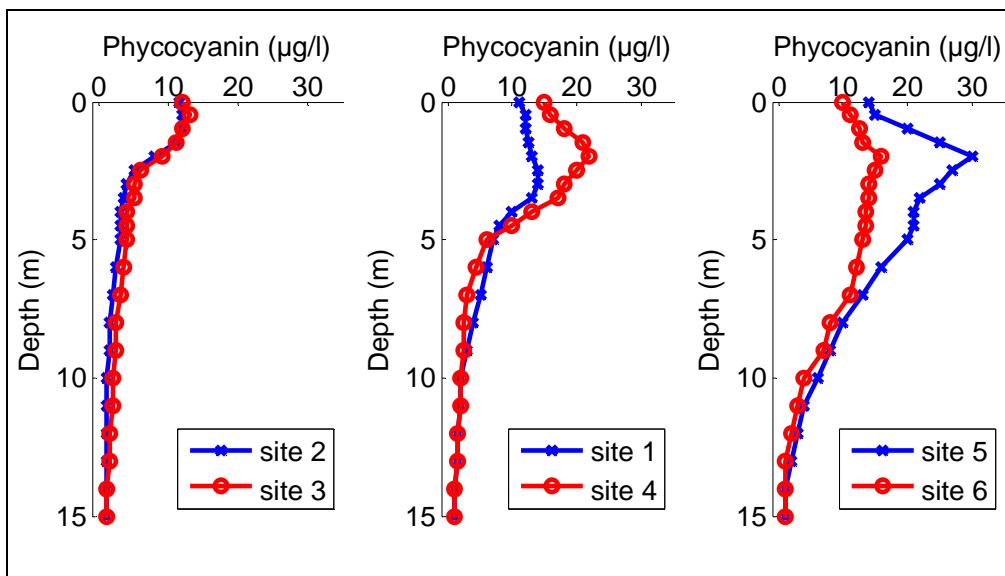 Phycocyanin (µg/l)
0 10 20 30
0
5
10
15
Depth (m)
site 2
site 3
Phycocyanin (µg/l)
0 10 20 30
0
5
10
15
Depth (m)
site 1
site 4
Phycocyanin (µg/l)
0 10 20 30
0
5
10
15
Depth (m)
site 5
site 6